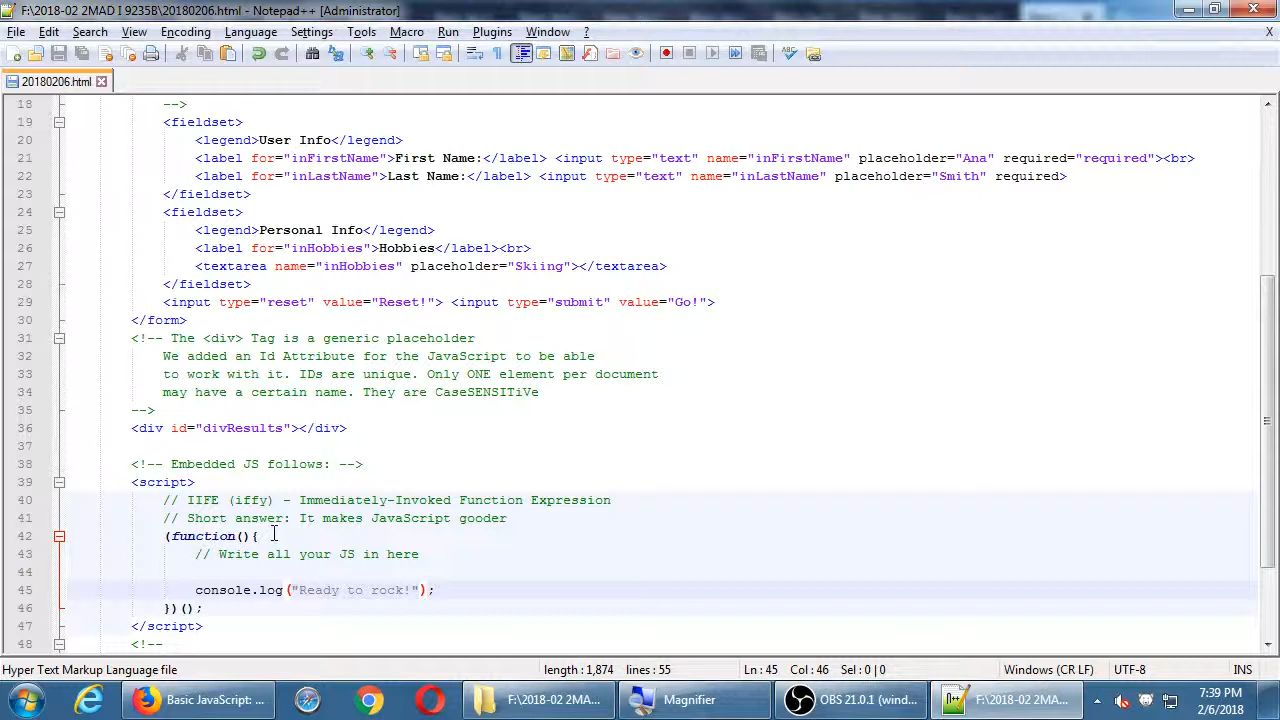 F:\2018-02 2MAD I 9235B\20180206.html - Notepad++ [Administrator]
File Edit Search View Encoding Language Settings Tools Macro Run Plugins Window ? X
20180206.html
18 -->
19 <fieldset>
20 <legend>User Info</legend>
21 <label for="inFirstName">First Name:</label> <input type="text" name="inFirstName" placeholder="Ana" required="required"><br>
22 <label for="inLastName">Last Name:</label> <input type="text" name="inLastName" placeholder="Smith" required>
23 </fieldset>
24 <fieldset>
25 <legend>Personal Info</legend>
26 <label for="inHobbies">Hobbies</label><br>
27 <textarea name="inHobbies" placeholder="Skiing"></textarea>
28 </fieldset>
29 <input type="reset" value="Reset!"> <input type="submit" value="Go!">
30 </form>
31 <!-- The <div> Tag is a generic placeholder
32 We added an Id Attribute for the JavaScript to be able
33 to work with it. IDs are unique. Only ONE element per document
34 may have a certain name. They are CaseSENSITiVe
35 -->
36 <div id="divResults"></div>
37
38 <!-- Embedded JS follows: -->
39 <script>
40 // IIFE (iffy) - Immediately-Invoked Function Expression
41 // Short answer: It makes JavaScript gooder
42 (function(){
43 // Write all your JS in here
44
45 console.log("Ready to rock!");
46 })();
47 </script>
48 <!--
Hyper Text Markup Language file length : 1,874 lines : 55 Ln : 45 Col : 46 Sel : 0 | 0 Windows (CR LF) UTF-8 INS
Basic JavaScript: ... F:\2018-02 2MA... Magnifier OBS 21.0.1 (wind... F:\2018-02 2MA... 7:39 PM
2/6/2018